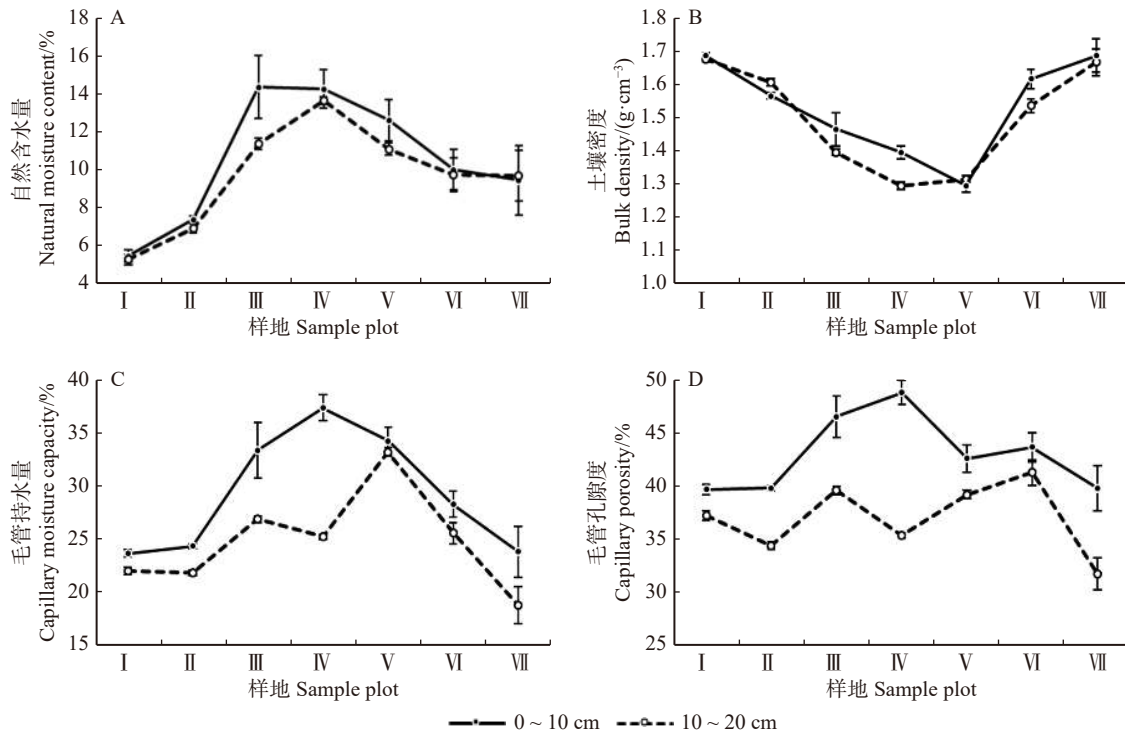 A
自然含水量
Natural moisture content/%
18
16
14
12
10
8
6
4
Ⅰ Ⅱ Ⅲ Ⅳ Ⅴ Ⅵ Ⅶ
样地 Sample plot
B
土壤密度
Bulk density/(g·cm⁻³)
1.8
1.7
1.6
1.5
1.4
1.3
1.2
1.1
1.0
Ⅰ Ⅱ Ⅲ Ⅳ Ⅴ Ⅵ Ⅶ
样地 Sample plot
C
毛管持水量
Capillary moisture capacity/%
40
35
30
25
20
15
Ⅰ Ⅱ Ⅲ Ⅳ Ⅴ Ⅵ Ⅶ
样地 Sample plot
D
毛管孔隙度
Capillary porosity/%
50
45
40
35
30
25
Ⅰ Ⅱ Ⅲ Ⅳ Ⅴ Ⅵ Ⅶ
样地 Sample plot
0 ~ 10 cm 10 ~ 20 cm